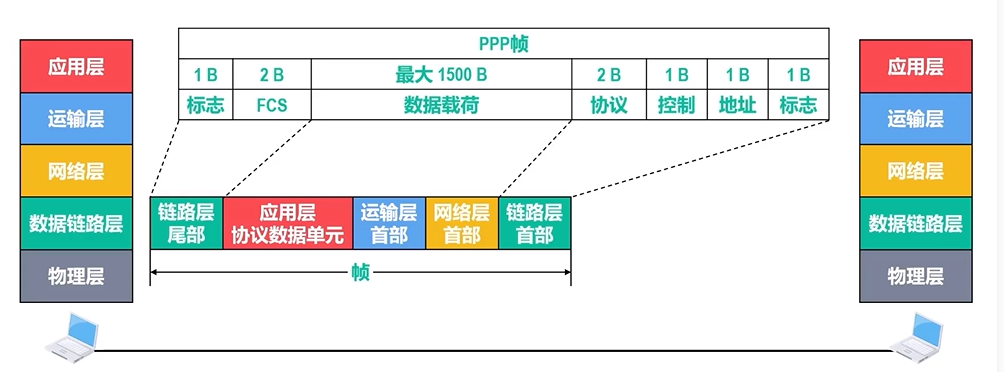 PPP帧
1 B 2 B 最大 1500 B 2 B 1 B 1 B 1 B
标志 FCS 数据载荷 协议 控制 地址 标志
应用层
运输层
网络层
数据链路层
物理层
链路层
尾部
应用层
协议数据单元
运输层
首部
网络层
首部
链路层
首部
帧
应用层
运输层
网络层
数据链路层
物理层